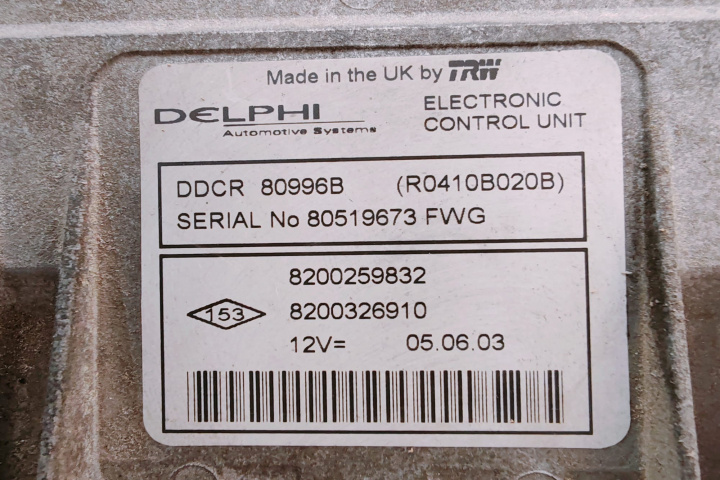 Made in the UK by TRW
DELPHI
Automotive Systems
ELECTRONIC
CONTROL UNIT
DDCR 80996B (R0410B020B)
SERIAL No 80519673 FWG
8200259832
153 8200326910
12V= 05.06.03